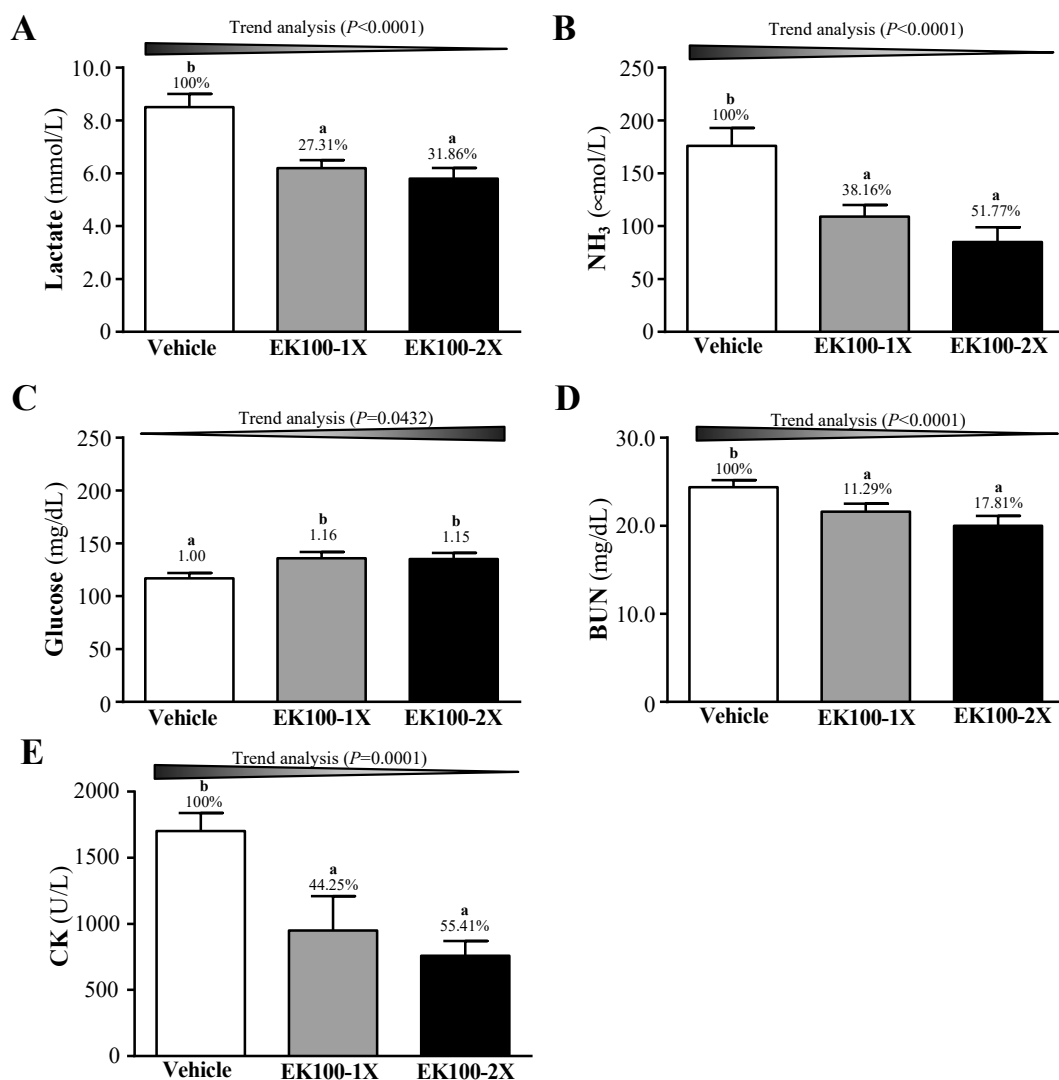 A
Trend analysis (P<0.0001)
Lactate (mmol/L)
10.0
8.0
6.0
4.0
2.0
0
b
100%
a
27.31%
a
31.86%
Vehicle
EK100-1X
EK100-2X
B
Trend analysis (P<0.0001)
NH₃ (∝mol/L)
250
200
150
100
50
0
b
100%
a
38.16%
a
51.77%
Vehicle
EK100-1X
EK100-2X
C
Trend analysis (P=0.0432)
Glucose (mg/dL)
250
200
150
100
50
0
a
1.00
b
1.16
b
1.15
Vehicle
EK100-1X
EK100-2X
D
Trend analysis (P<0.0001)
BUN (mg/dL)
30.0
20.0
10.0
0
b
100%
a
11.29%
a
17.81%
Vehicle
EK100-1X
EK100-2X
E
Trend analysis (P=0.0001)
CK (U/L)
2000
1500
1000
500
0
b
100%
a
44.25%
a
55.41%
Vehicle
EK100-1X
EK100-2X